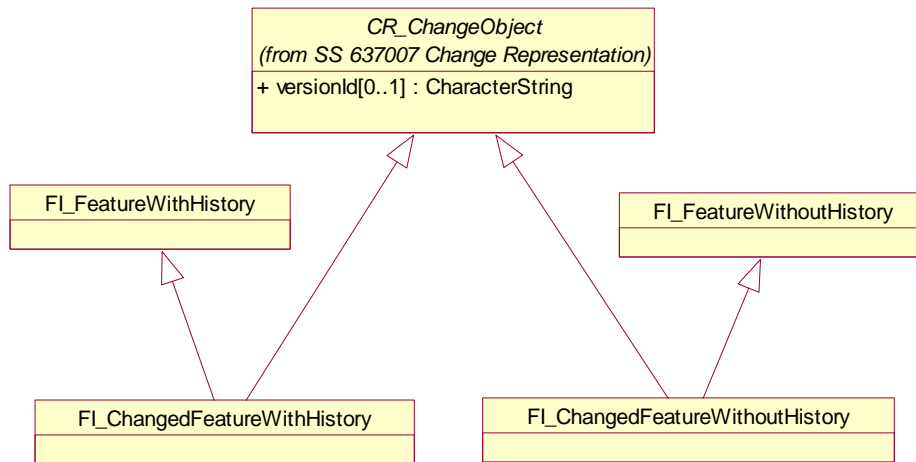 CR_ChangeObject
(from SS 637007 Change Representation)
+ versionId[0..1] : CharacterString
FI_FeatureWithHistory
FI_FeatureWithoutHistory
FI_ChangedFeatureWithHistory
FI_ChangedFeatureWithoutHistory